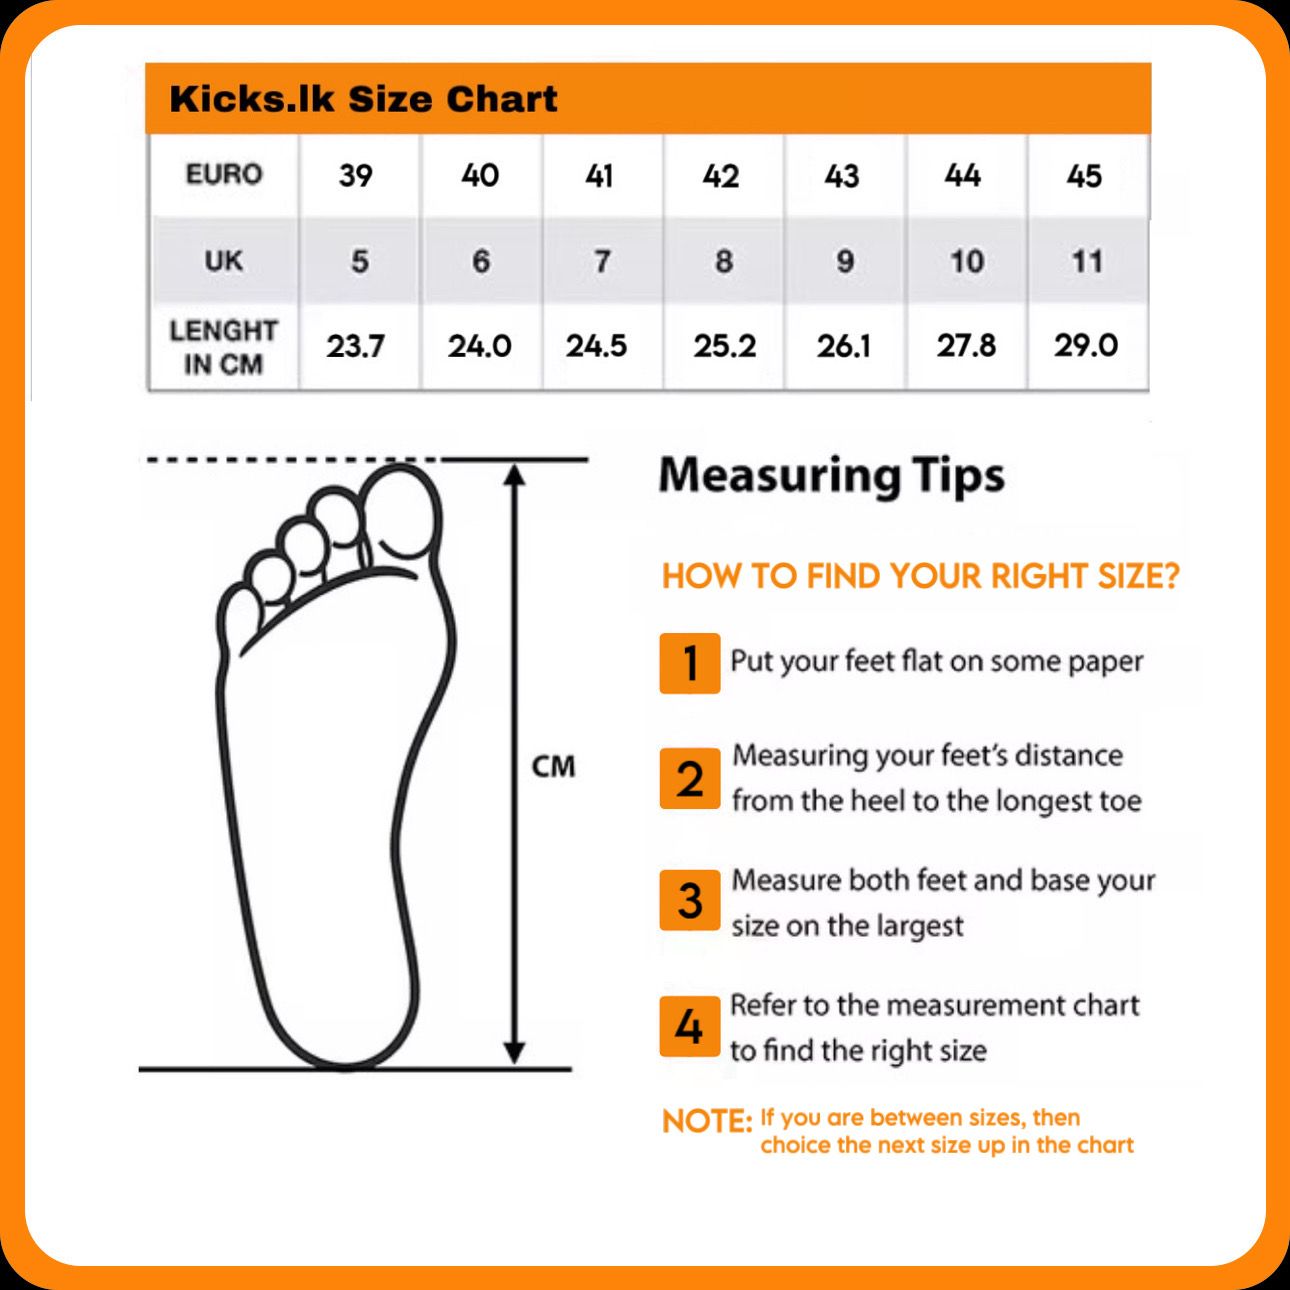 Kicks.lk Size Chart
EURO 39 40 41 42 43 44 45
UK 5 6 7 8 9 10 11
LENGHT
IN CM 23.7 24.0 24.5 25.2 26.1 27.8 29.0
CM
Measuring Tips
HOW TO FIND YOUR RIGHT SIZE?
1 Put your feet flat on some paper
2 Measuring your feet's distance
from the heel to the longest toe
3 Measure both feet and base your
size on the largest
4 Refer to the measurement chart
to find the right size
NOTE: If you are between sizes, then
choice the next size up in the chart